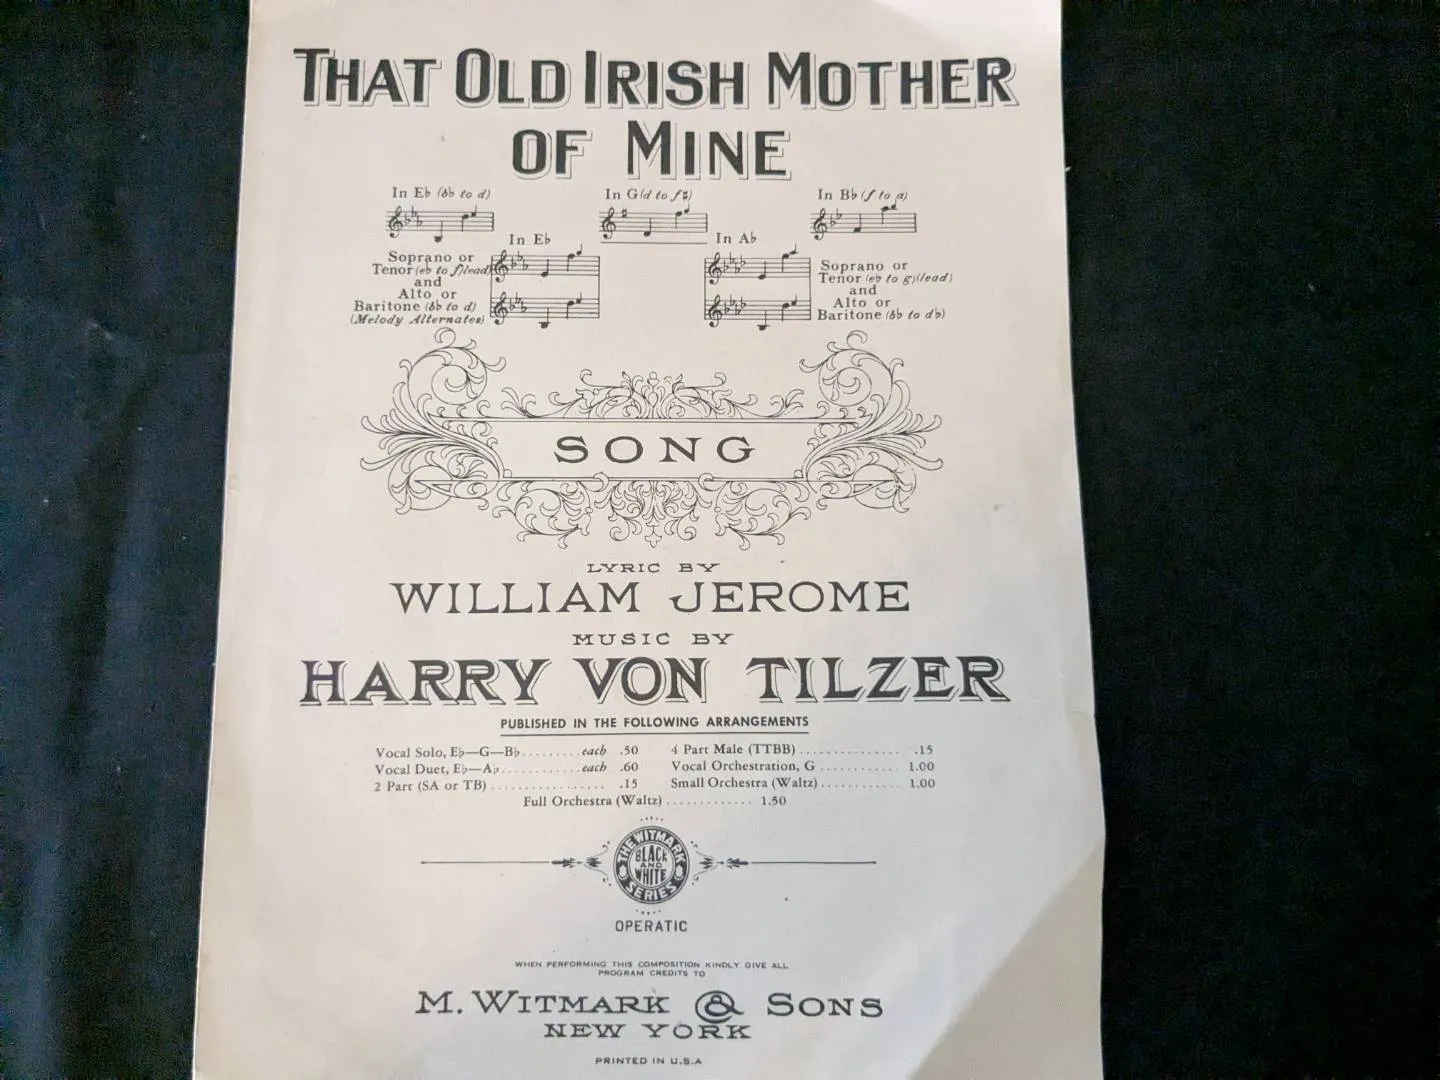 THAT OLD IRISH MOTHER
OF MINE
In E♭ (b♭ to d)
In G (d to f♯)
In B♭ (f to a)
In E♭
Soprano or
Tenor (e♭ to f)(lead)
and
Alto or
Baritone (b♭ to d)
(Melody Alternates)
In A♭
Soprano or
Tenor (e♭ to g)(lead)
and
Alto or
Baritone (b♭ to d♭)
SONG
LYRIC BY
WILLIAM JEROME
MUSIC BY
HARRY VON TILZER
PUBLISHED IN THE FOLLOWING ARRANGEMENTS
Vocal Solo, E♭—G—B♭ ......... each .50
Vocal Duet, E♭—A♭ ............ each .60
2 Part (SA or TB) ................. .15
4 Part Male (TTBB) ............... .15
Vocal Orchestration, G ............ 1.00
Small Orchestra (Waltz) ............ 1.00
Full Orchestra (Waltz) ............. 1.50
THE WITMARK
BLACK
AND
WHITE
SERIES
OPERATIC
WHEN PERFORMING THIS COMPOSITION KINDLY GIVE ALL
PROGRAM CREDITS TO
M. WITMARK & SONS
NEW YORK
PRINTED IN U.S.A